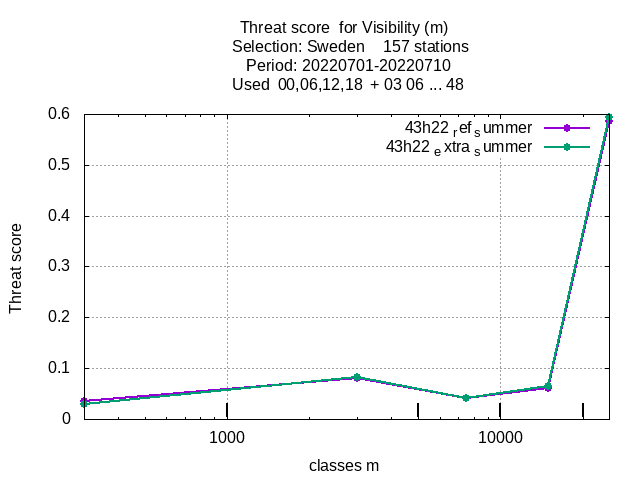 Threat score  for Visibility (m)
Selection: Sweden    157 stations
Period: 20220701-20220710
Used  00,06,12,18  + 03 06 ... 48
43h22 ref summer
43h22 extra summer
0.6
0.5
0.4
0.3
0.2
0.1
0
Threat score
1000
10000
classes m